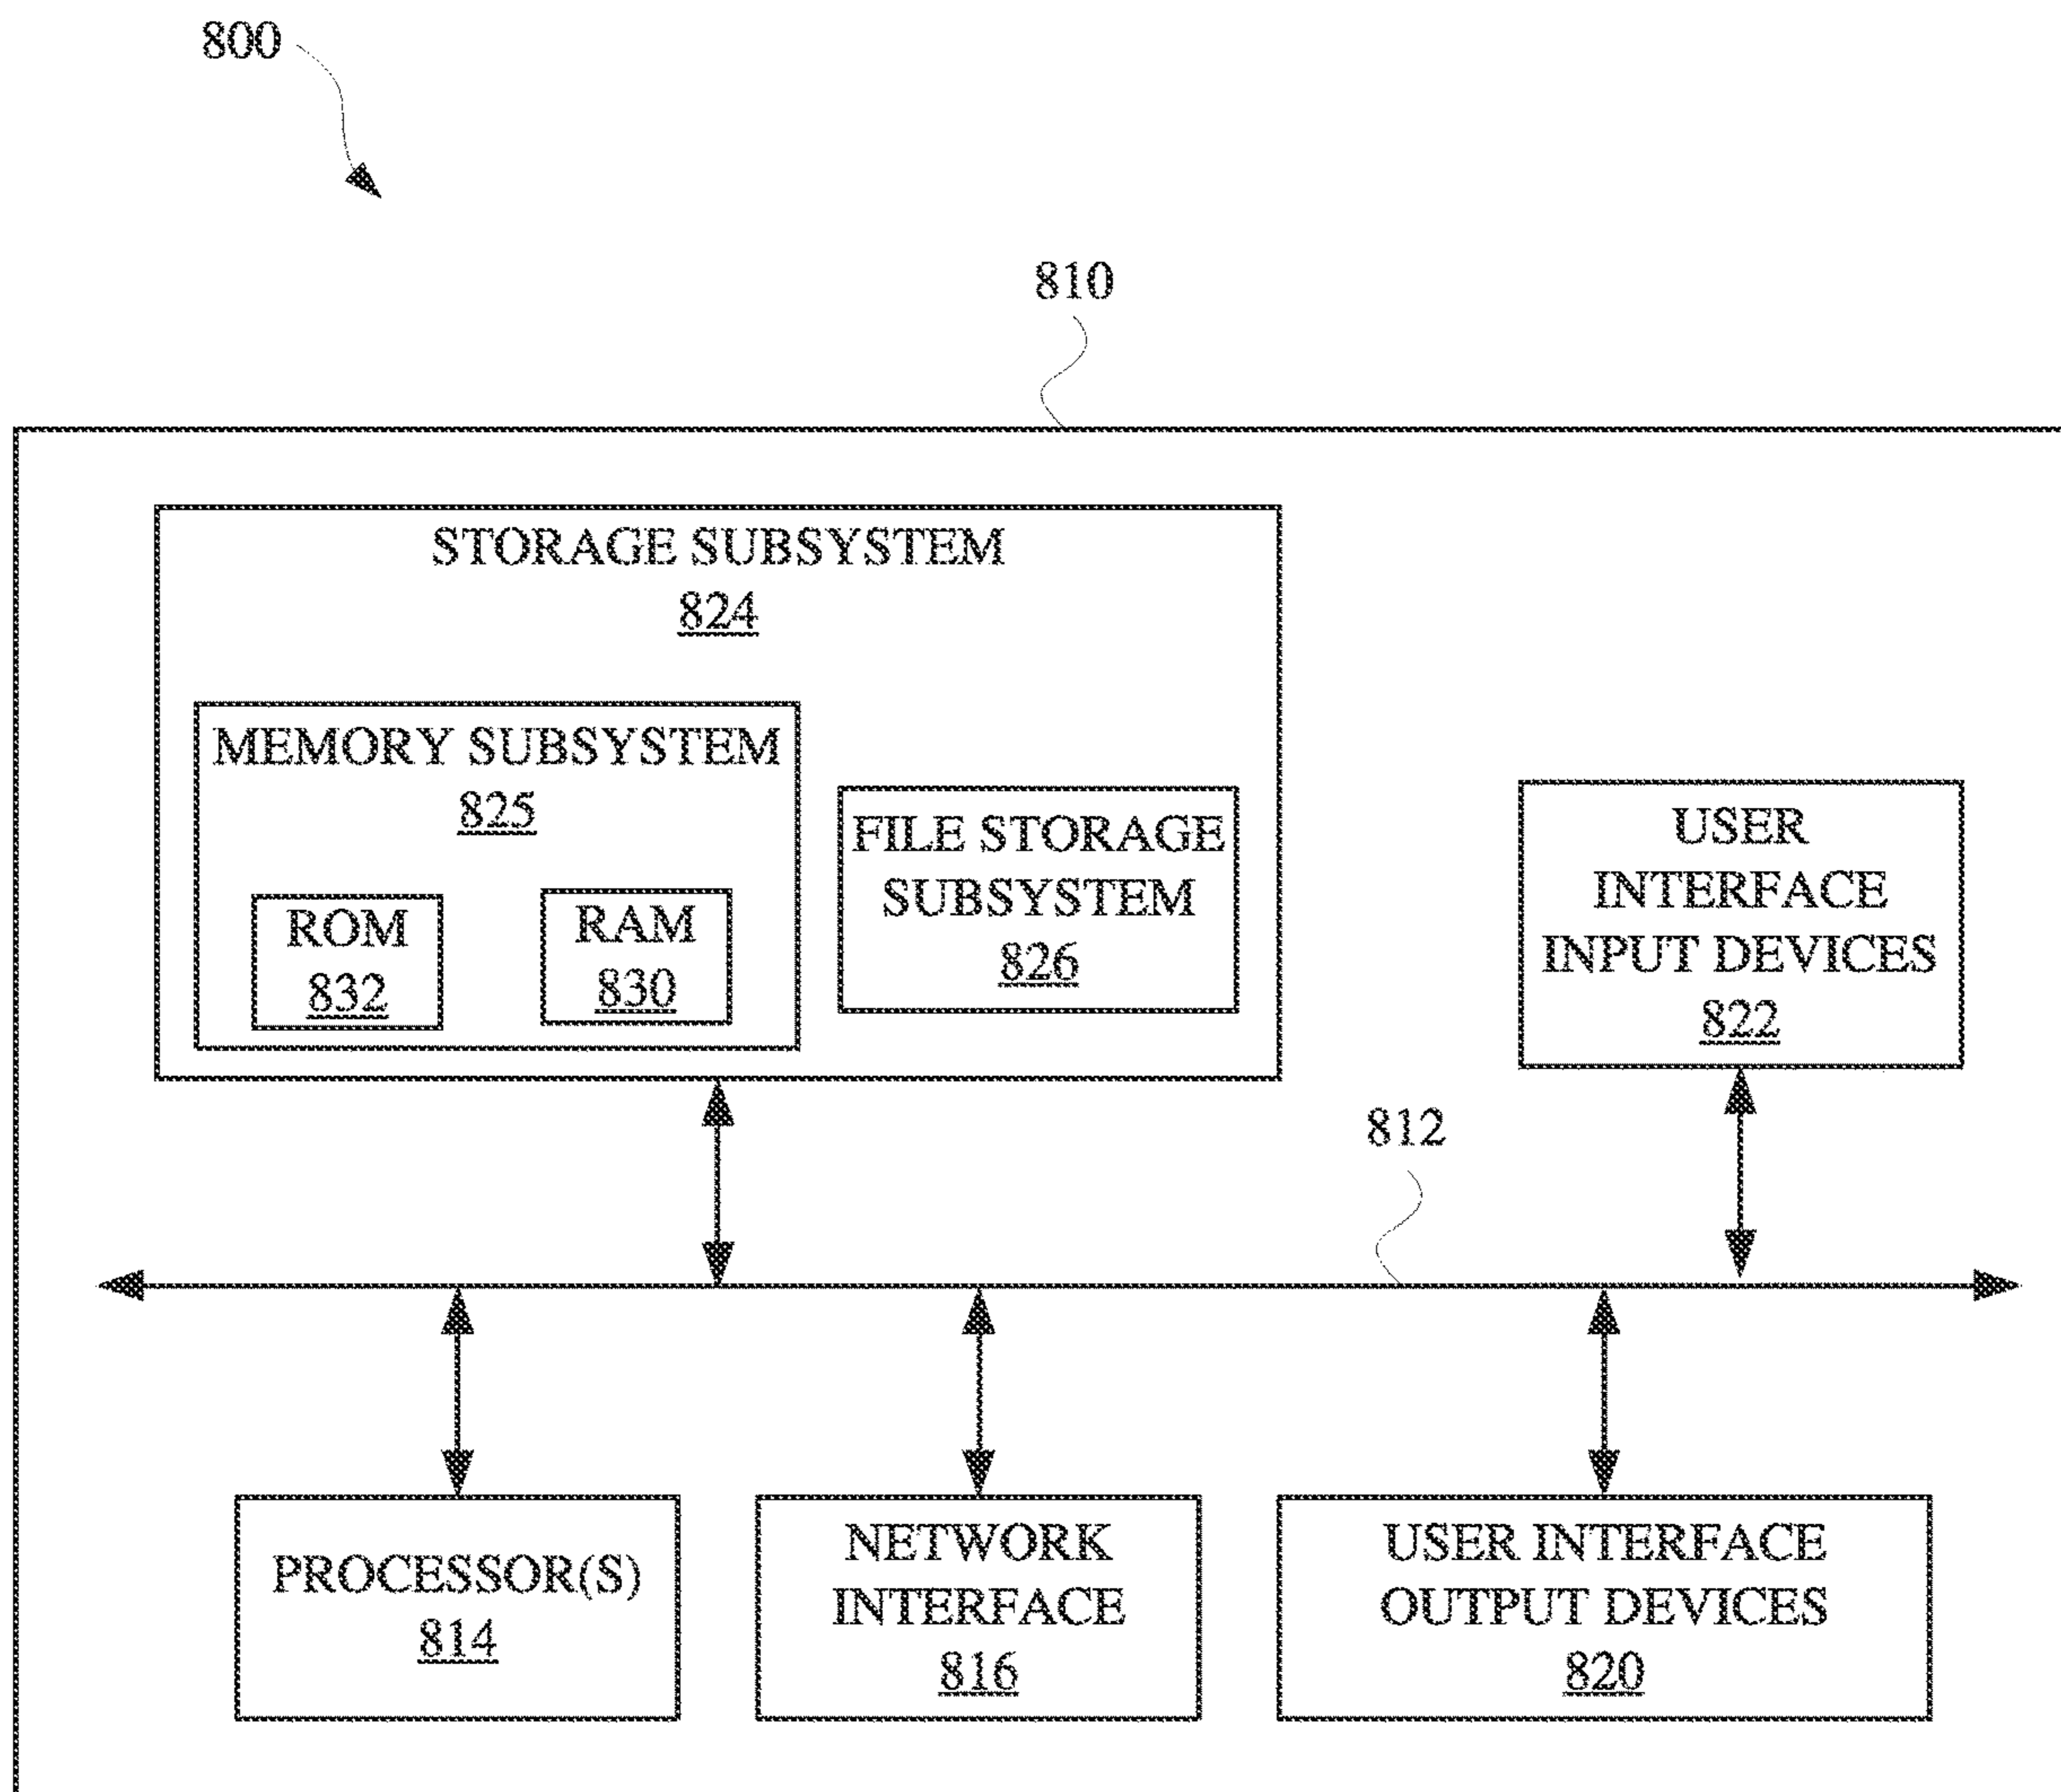 800
810
STORAGE SUBSYSTEM
824
MEMORY SUBSYSTEM
825
ROM
832
RAM
830
FILE STORAGE
SUBSYSTEM
826
USER
INTERFACE
INPUT DEVICES
822
812
PROCESSOR(S)
814
NETWORK
INTERFACE
816
USER INTERFACE
OUTPUT DEVICES
820